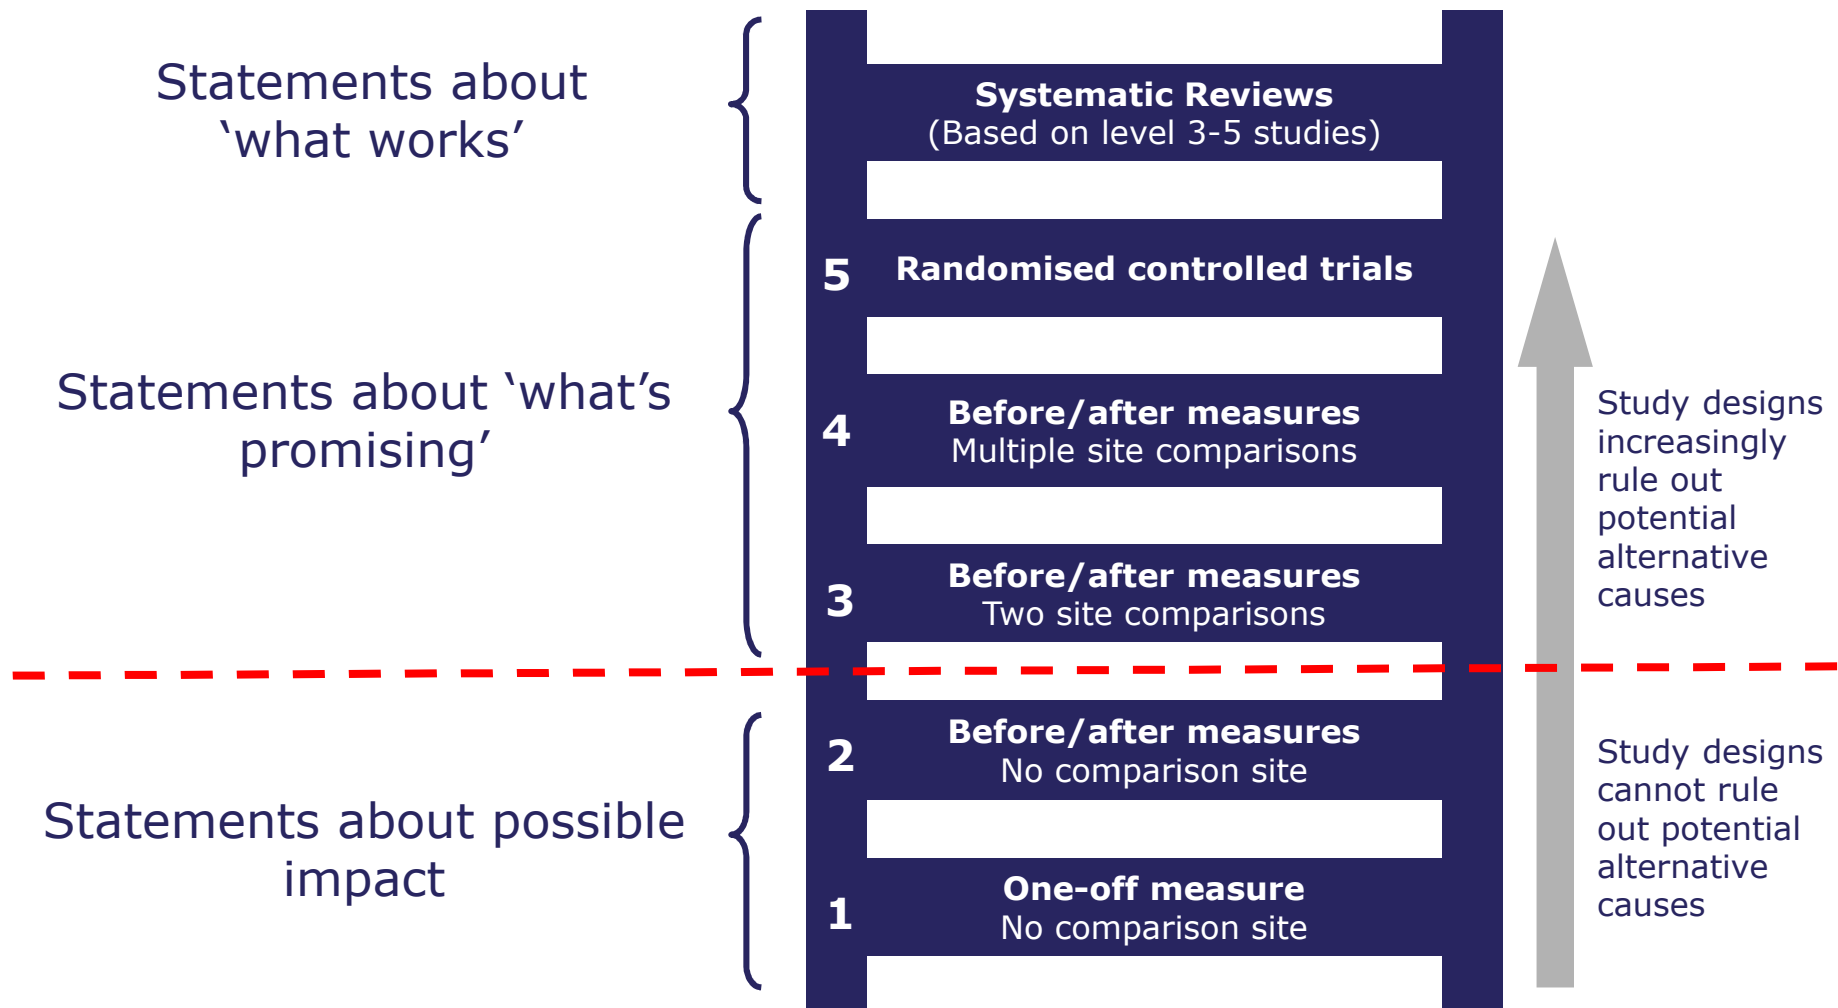 Statements about
‘what works’
Systematic Reviews
(Based on level 3-5 studies)
Statements about ‘what’s
promising’
5
Randomised controlled trials
4
Before/after measures
Multiple site comparisons
3
Before/after measures
Two site comparisons
Study designs
increasingly
rule out
potential
alternative
causes
Statements about possible
impact
2
Before/after measures
No comparison site
1
One-off measure
No comparison site
Study designs
cannot rule
out potential
alternative
causes